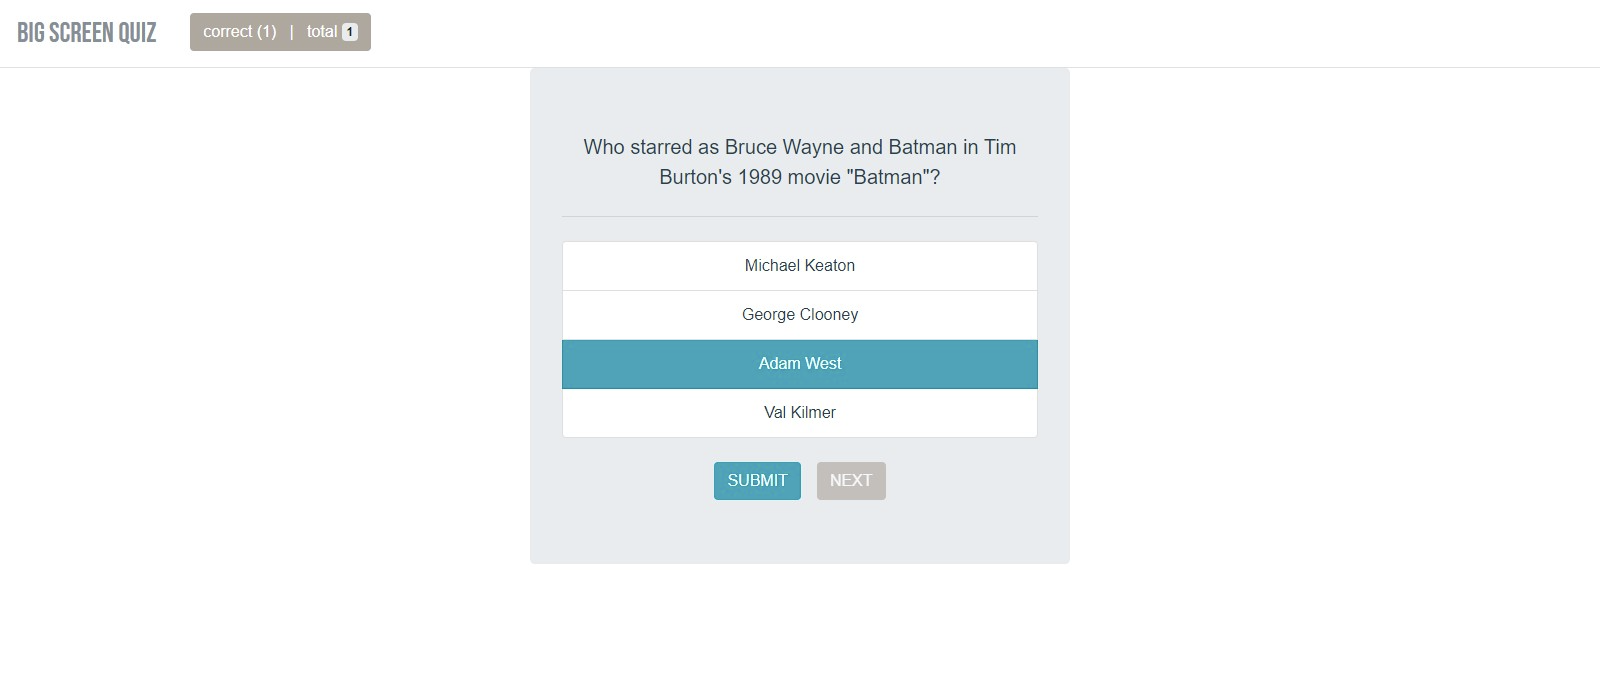 BIG SCREEN QUIZ
correct (1) | total 1
Who starred as Bruce Wayne and Batman in Tim
Burton's 1989 movie "Batman"?
Michael Keaton
George Clooney
Adam West
Val Kilmer
SUBMIT NEXT